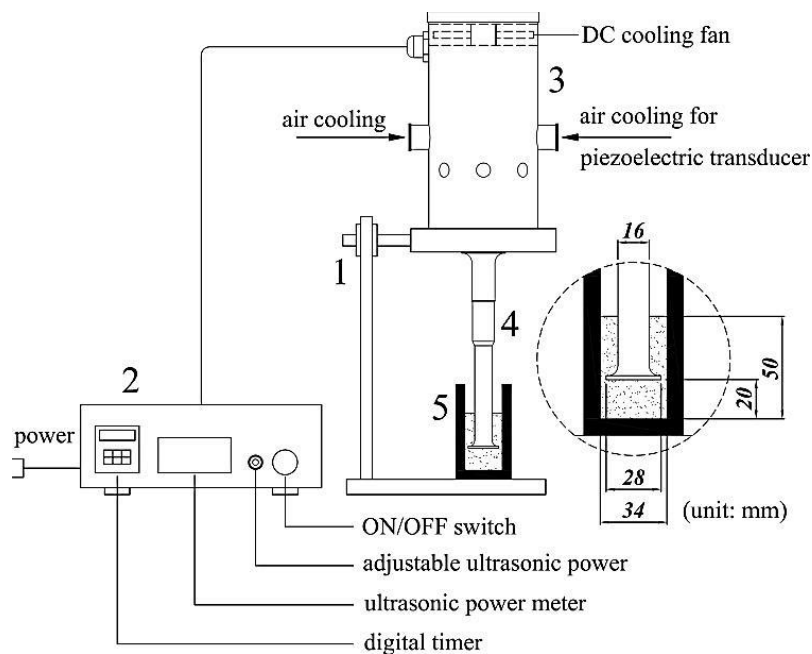 DC cooling fan
3
air cooling
air cooling for
piezoelectric transducer
16
1
4
2
5
50
20
power
28
34
(unit: mm)
ON/OFF switch
adjustable ultrasonic power
ultrasonic power meter
digital timer